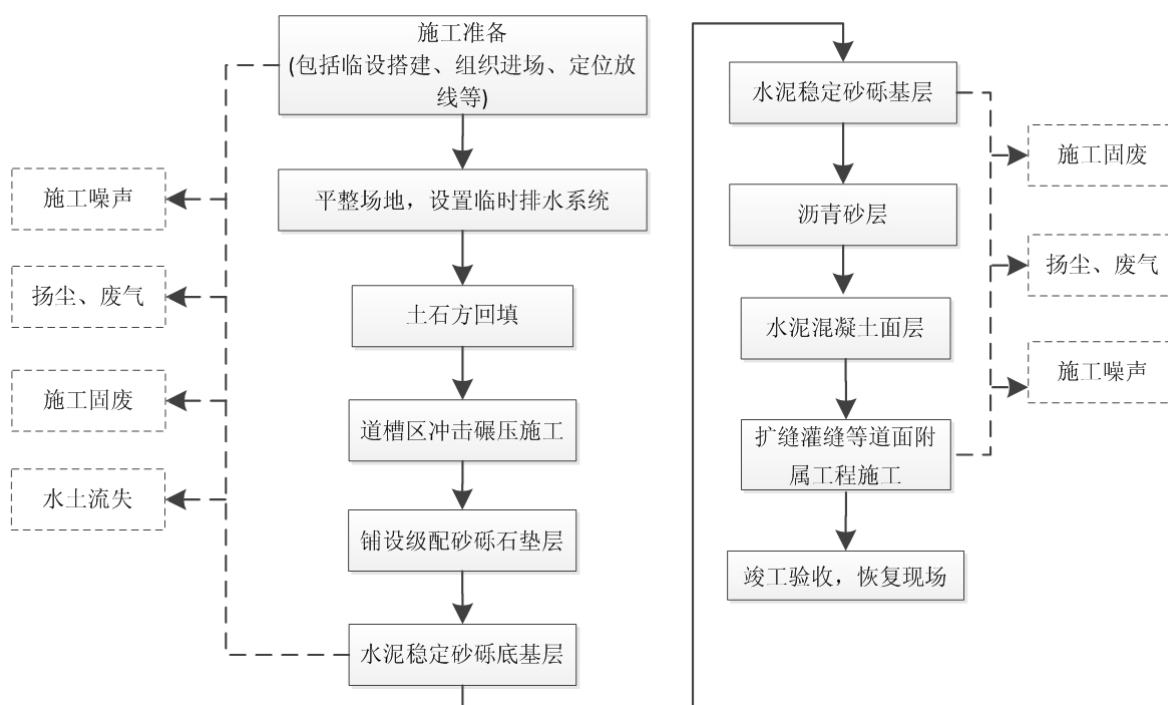 施工准备
(包括临设搭建、组织进场、定位放
线等)
平整场地，设置临时排水系统
土石方回填
道槽区冲击碾压施工
铺设级配砂砾石垫层
水泥稳定砂砾底基层
施工噪声
扬尘、废气
施工固废
水土流失
水泥稳定砂砾基层
沥青砂层
水泥混凝土面层
扩缝灌缝等道面附
属工程施工
竣工验收，恢复现场
施工固废
扬尘、废气
施工噪声